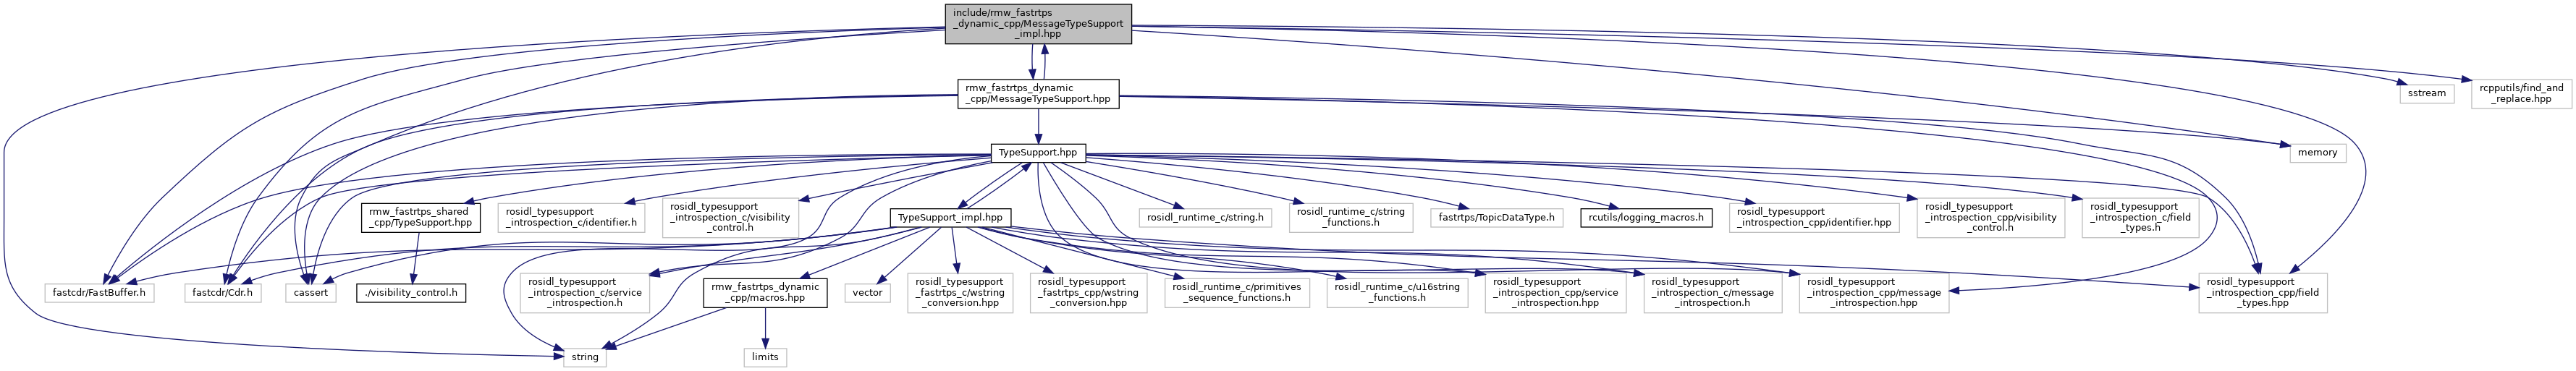 include/rmw_fastrtps
_dynamic_cpp/MessageTypeSupport
_impl.hpp
rmw_fastrtps_dynamic
_cpp/MessageTypeSupport.hpp
sstream
rcpputils/find_and
_replace.hpp
TypeSupport.hpp
memory
rmw_fastrtps_shared
_cpp/TypeSupport.hpp
rosidl_typesupport
_introspection_c/identifier.h
rosidl_typesupport
_introspection_c/visibility
_control.h
TypeSupport_impl.hpp
rosidl_runtime_c/string.h
rosidl_runtime_c/string
_functions.h
fastrtps/TopicDataType.h
rcutils/logging_macros.h
rosidl_typesupport
_introspection_cpp/identifier.hpp
rosidl_typesupport
_introspection_cpp/visibility
_control.h
rosidl_typesupport
_introspection_c/field
_types.h
fastcdr/FastBuffer.h
fastcdr/Cdr.h
cassert
./visibility_control.h
rosidl_typesupport
_introspection_c/service
_introspection.h
rmw_fastrtps_dynamic
_cpp/macros.hpp
vector
rosidl_typesupport
_fastrtps_c/wstring
_conversion.hpp
rosidl_typesupport
_fastrtps_cpp/wstring
_conversion.hpp
rosidl_runtime_c/primitives
_sequence_functions.h
rosidl_runtime_c/u16string
_functions.h
rosidl_typesupport
_introspection_cpp/service
_introspection.hpp
rosidl_typesupport
_introspection_c/message
_introspection.h
rosidl_typesupport
_introspection_cpp/message
_introspection.hpp
rosidl_typesupport
_introspection_cpp/field
_types.hpp
string
limits